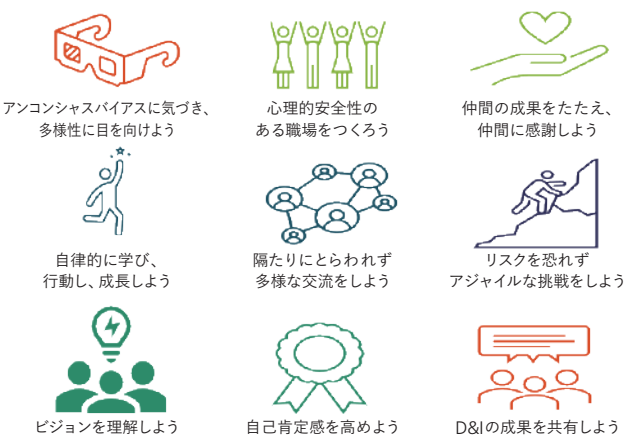 アンコンシャスバイアスに気づき、
多様性に目を向けよう
心理的安全性の
ある職場をつくろう
仲間の成果をたたえ、
仲間に感謝しよう
自律的に学び、
行動し、成長しよう
隔たりにとらわれず
多様な交流をしよう
リスクを恐れず
アジャイルな挑戦をしよう
ビジョンを理解しよう
自己肯定感を高めよう
D&Iの成果を共有しよう